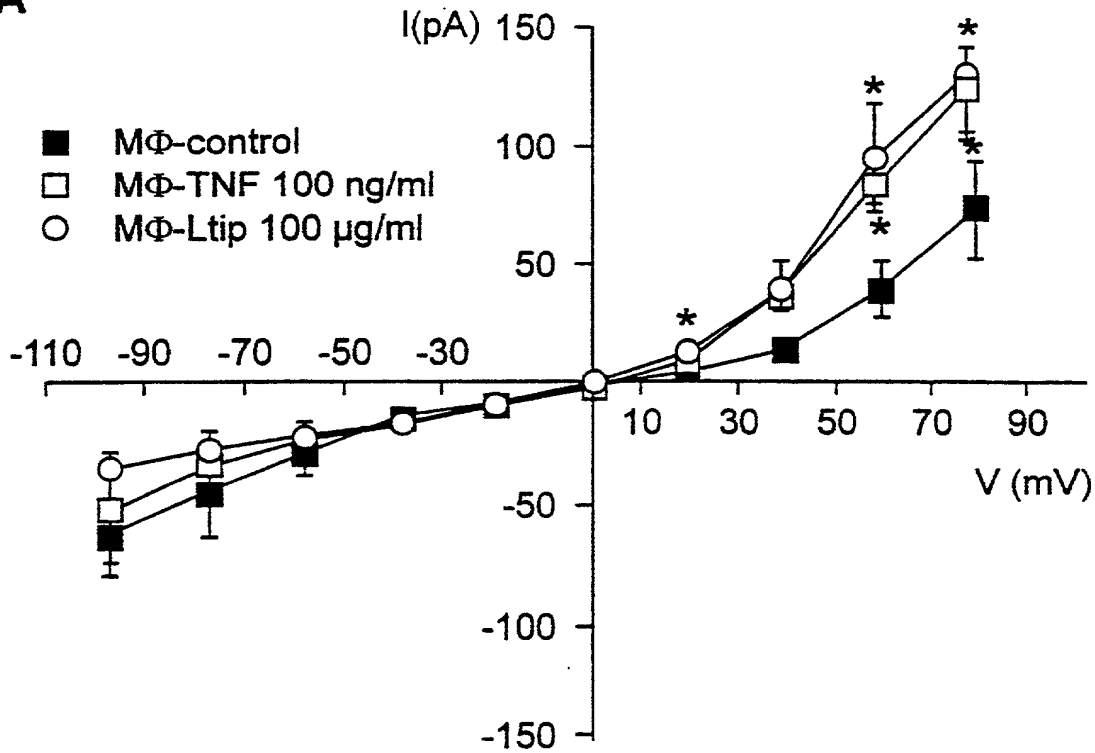 A
I(pA) 150
MΦ-control
MΦ-TNF 100 ng/ml
MΦ-Ltip 100 µg/ml
100
50
-110 -90 -70 -50 -30
10 30 50 70 90
V (mV)
-50
-100
-150
* * * * *